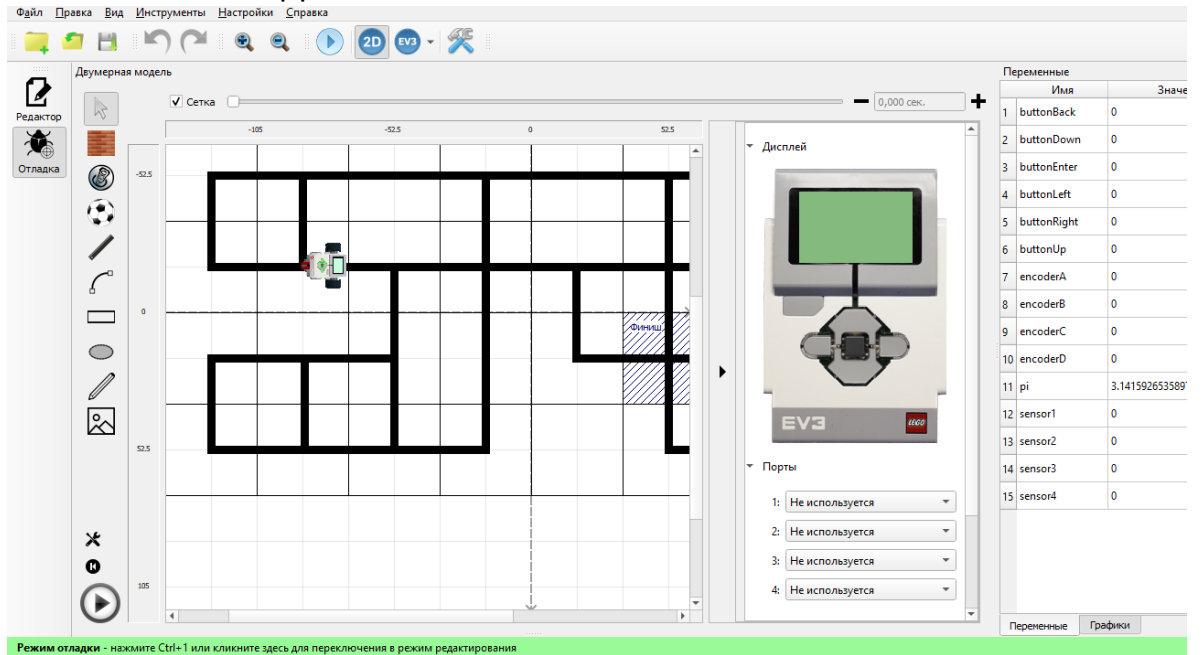 Файл Правка Вид Инструменты Настройки Справка
2D EV3
Двумерная модель
Переменные
Редактор
Отладка
Сетка
0,000 сек.
-105 -52.5 0 52.5
-52.5
0
52.5
105
Финиш
Дисплей
EV3
LEGO
Порты
1: Не используется
2: Не используется
3: Не используется
4: Не используется
Имя Значе
1 buttonBack 0
2 buttonDown 0
3 buttonEnter 0
4 buttonLeft 0
5 buttonRight 0
6 buttonUp 0
7 encoderA 0
8 encoderB 0
9 encoderC 0
10 encoderD 0
11 pi 3.14159265358
12 sensor1 0
13 sensor2 0
14 sensor3 0
15 sensor4 0
Переменные Графики
Режим отладки - нажмите Ctrl+1 или кликните здесь для переключения в режим редактирования